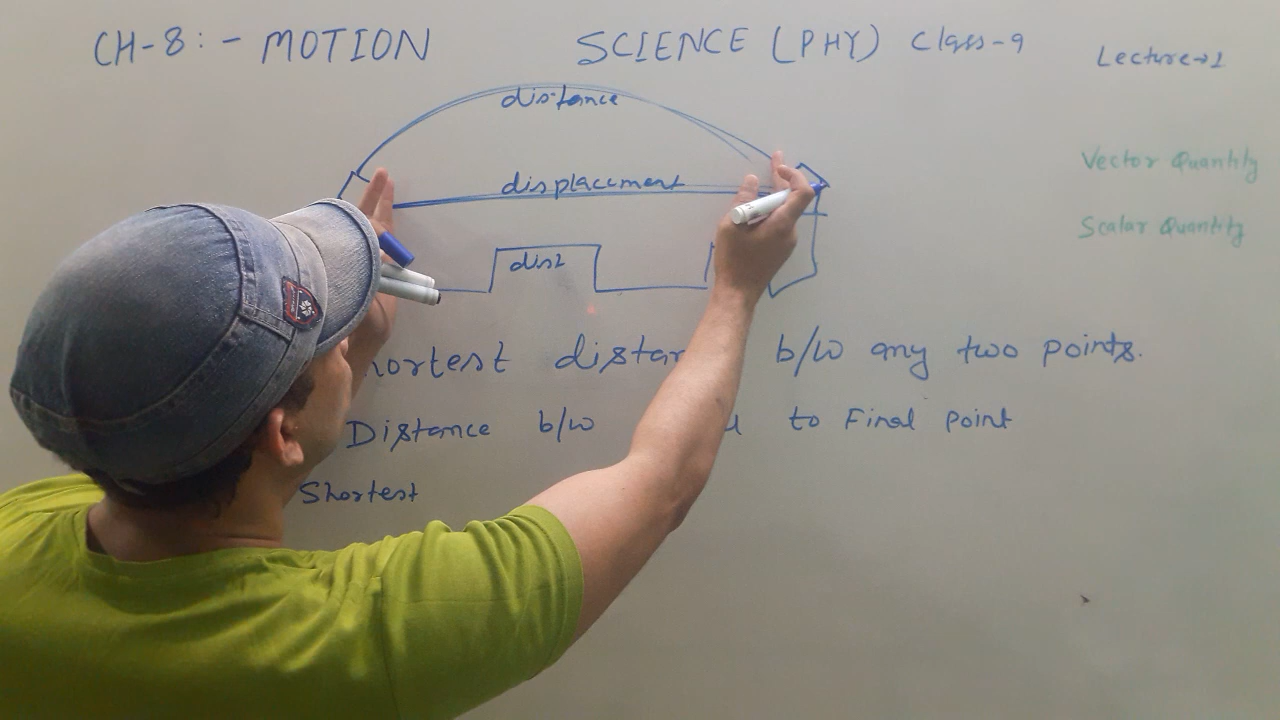 CH-8:- MOTION SCIENCE (PHY) Class-9 Lecture→1
distance
Vector Quantity
displacement
Scalar Quantity
dist
hortest distan b/w any two points.
Distance b/w to Final point
Shortest